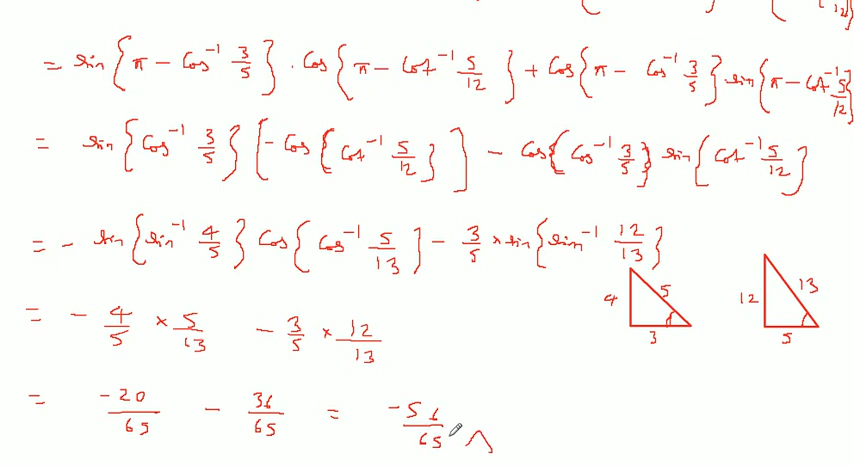 12
= sin{π − Cos⁻¹ 3/5} · Cos{π − Cot⁻¹ 5/12} + Cos{π − Cos⁻¹ 3/5} sin{π − Cot⁻¹ 5/12}
= sin{Cos⁻¹ 3/5} [− Cos{Cot⁻¹ 5/12}] − Cos{Cos⁻¹ 3/5} sin{Cot⁻¹ 5/12}
= − sin{sin⁻¹ 4/5} Cos{Cos⁻¹ 5/13} − 3/5 × sin{sin⁻¹ 12/13}
4 5 3
12 13 5
= − 4/5 × 5/13 − 3/5 × 12/13
= −20/65 − 36/65 = −56/65